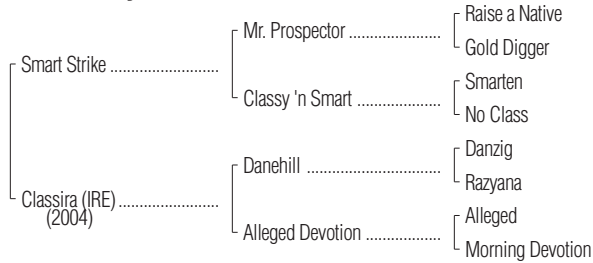 Raise a Native
Mr. Prospector ......................
Gold Digger
Smart Strike ..........................
Smarten
Classy 'n Smart ....................
No Class
Danzig
Danehill ................................
Razyana
Classira (IRE) ........................
(2004)
Alleged
Alleged Devotion ..................
Morning Devotion